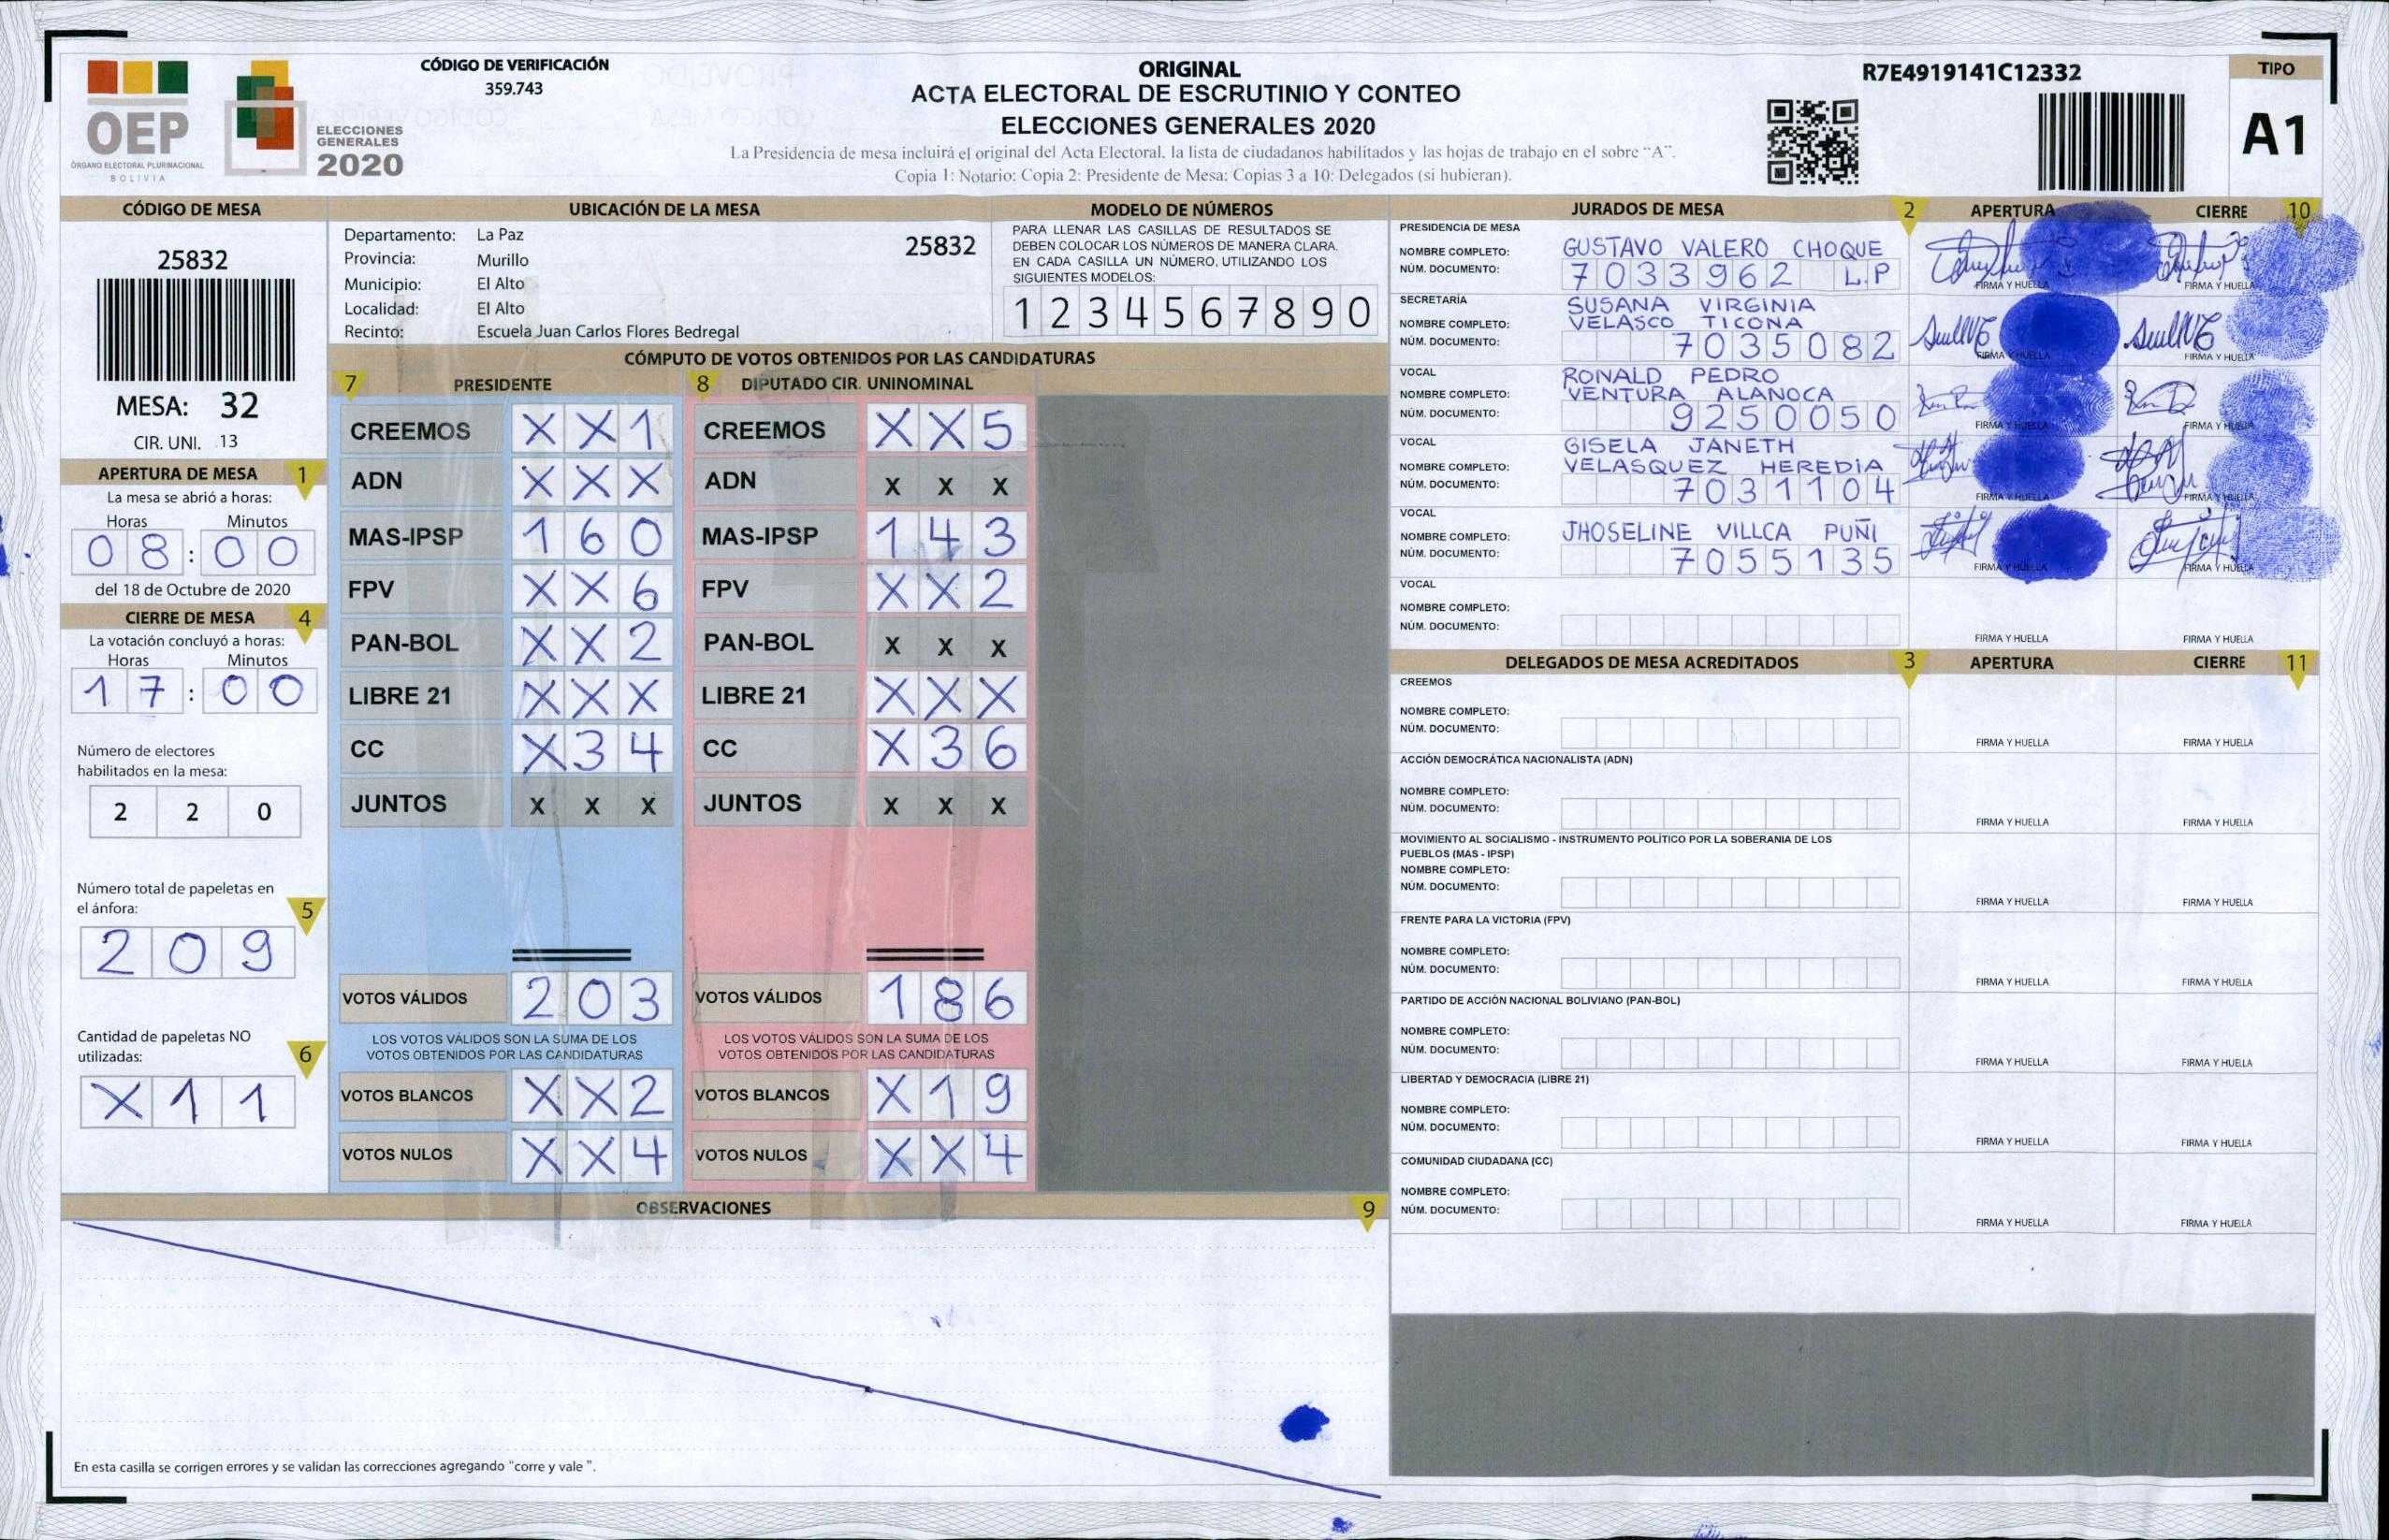 OEP
ÓRGANO ELECTORAL PLURINACIONAL
BOLIVIA
ELECCIONES
GENERALES
2020
CÓDIGO DE VERIFICACIÓN
359.743
ORIGINAL
ACTA ELECTORAL DE ESCRUTINIO Y CONTEO
ELECCIONES GENERALES 2020
La Presidencia de mesa incluirá el original del Acta Electoral, la lista de ciudadanos habilitados y las hojas de trabajo en el sobre "A".
Copia 1: Notario; Copia 2: Presidente de Mesa; Copias 3 a 10: Delegados (si hubieran).
R7E4919141C12332
TIPO
A1
CÓDIGO DE MESA
25832
MESA: 32
CIR. UNI. 13
APERTURA DE MESA 1
La mesa se abrió a horas:
Horas Minutos
08:00
del 18 de Octubre de 2020
CIERRE DE MESA 4
La votación concluyó a horas:
Horas Minutos
17:00
Número de electores
habilitados en la mesa:
2 2 0
Número total de papeletas en
el ánfora: 5
2 0 9
Cantidad de papeletas NO
utilizadas: 6
X 1 1
UBICACIÓN DE LA MESA
Departamento: La Paz 25832
Provincia: Murillo
Municipio: El Alto
Localidad: El Alto
Recinto: Escuela Juan Carlos Flores Bedregal
MODELO DE NÚMEROS
PARA LLENAR LAS CASILLAS DE RESULTADOS SE
DEBEN COLOCAR LOS NÚMEROS DE MANERA CLARA.
EN CADA CASILLA UN NÚMERO, UTILIZANDO LOS
SIGUIENTES MODELOS:
1 2 3 4 5 6 7 8 9 0
CÓMPUTO DE VOTOS OBTENIDOS POR LAS CANDIDATURAS
7 PRESIDENTE
CREEMOS X X 1
ADN X X X
MAS-IPSP 1 6 0
FPV X X 6
PAN-BOL X X 2
LIBRE 21 X X X
CC X 3 4
JUNTOS X X X
VOTOS VÁLIDOS 2 0 3
LOS VOTOS VÁLIDOS SON LA SUMA DE LOS
VOTOS OBTENIDOS POR LAS CANDIDATURAS
VOTOS BLANCOS X X 2
VOTOS NULOS X X 4
8 DIPUTADO CIR. UNINOMINAL
CREEMOS X X 5
ADN X X X
MAS-IPSP 1 4 3
FPV X X 2
PAN-BOL X X X
LIBRE 21 X X X
CC X 3 6
JUNTOS X X X
VOTOS VÁLIDOS 1 8 6
LOS VOTOS VÁLIDOS SON LA SUMA DE LOS
VOTOS OBTENIDOS POR LAS CANDIDATURAS
VOTOS BLANCOS X 1 9
VOTOS NULOS X X 4
OBSERVACIONES 9
En esta casilla se corrigen errores y se validan las correcciones agregando "corre y vale ".
JURADOS DE MESA 2 APERTURA CIERRE 10
PRESIDENCIA DE MESA
NOMBRE COMPLETO: GUSTAVO VALERO CHOQUE
NÚM. DOCUMENTO: 7033962 L.P
FIRMA Y HUELLA FIRMA Y HUELLA
SECRETARÍA
SUSANA VIRGINIA
NOMBRE COMPLETO: VELASCO TICONA
NÚM. DOCUMENTO: 7035082
FIRMA Y HUELLA FIRMA Y HUELLA
VOCAL
RONALD PEDRO
NOMBRE COMPLETO: VENTURA ALANOCA
NÚM. DOCUMENTO: 9250050
FIRMA Y HUELLA FIRMA Y HUELLA
VOCAL
GISELA JANETH
NOMBRE COMPLETO: VELASQUEZ HEREDIA
NÚM. DOCUMENTO: 7031104
FIRMA Y HUELLA FIRMA Y HUELLA
VOCAL
NOMBRE COMPLETO: JHOSELINE VILLCA PUÑI
NÚM. DOCUMENTO: 7055135
FIRMA Y HUELLA FIRMA Y HUELLA
VOCAL
NOMBRE COMPLETO:
NÚM. DOCUMENTO:
FIRMA Y HUELLA FIRMA Y HUELLA
DELEGADOS DE MESA ACREDITADOS 3 APERTURA CIERRE 11
CREEMOS
NOMBRE COMPLETO:
NÚM. DOCUMENTO:
FIRMA Y HUELLA FIRMA Y HUELLA
ACCIÓN DEMOCRÁTICA NACIONALISTA (ADN)
NOMBRE COMPLETO:
NÚM. DOCUMENTO:
FIRMA Y HUELLA FIRMA Y HUELLA
MOVIMIENTO AL SOCIALISMO - INSTRUMENTO POLÍTICO POR LA SOBERANIA DE LOS
PUEBLOS (MAS - IPSP)
NOMBRE COMPLETO:
NÚM. DOCUMENTO:
FIRMA Y HUELLA FIRMA Y HUELLA
FRENTE PARA LA VICTORIA (FPV)
NOMBRE COMPLETO:
NÚM. DOCUMENTO:
FIRMA Y HUELLA FIRMA Y HUELLA
PARTIDO DE ACCIÓN NACIONAL BOLIVIANO (PAN-BOL)
NOMBRE COMPLETO:
NÚM. DOCUMENTO:
FIRMA Y HUELLA FIRMA Y HUELLA
LIBERTAD Y DEMOCRACIA (LIBRE 21)
NOMBRE COMPLETO:
NÚM. DOCUMENTO:
FIRMA Y HUELLA FIRMA Y HUELLA
COMUNIDAD CIUDADANA (CC)
NOMBRE COMPLETO:
NÚM. DOCUMENTO:
FIRMA Y HUELLA FIRMA Y HUELLA